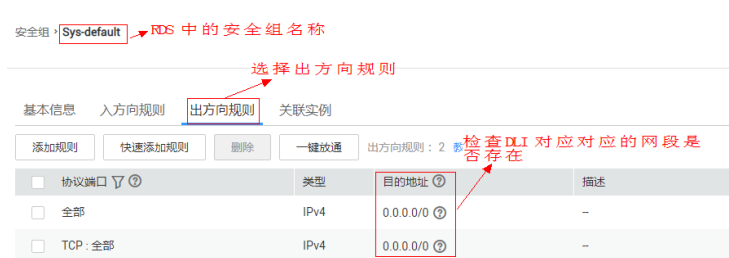 安全组 › Sys-default RDS 中的安全组名称
选择出方向规则
基本信息 入方向规则 出方向规则 关联实例
添加规则 快速添加规则 删除 一键放通 出方向规则：2 教 检查DLI 对应对应的网段是
否存在
协议端口 类型 目的地址 描述
全部 IPv4 0.0.0.0/0 --
TCP : 全部 IPv4 0.0.0.0/0 --